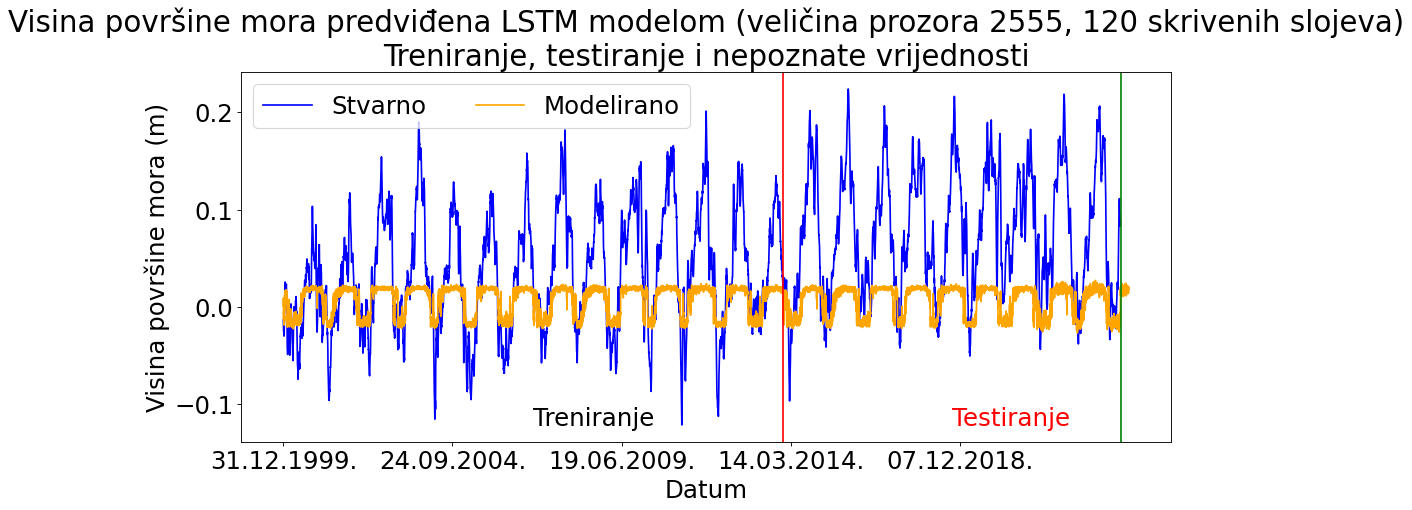 Visina površine mora predviđena LSTM modelom (veličina prozora 2555, 120 skrivenih slojeva)
Treniranje, testiranje i nepoznate vrijednosti
Stvarno
Modelirano
Visina površine mora (m)
0.2
0.1
0.0
−0.1
Treniranje
Testiranje
31.12.1999.
24.09.2004.
19.06.2009.
14.03.2014.
07.12.2018.
Datum